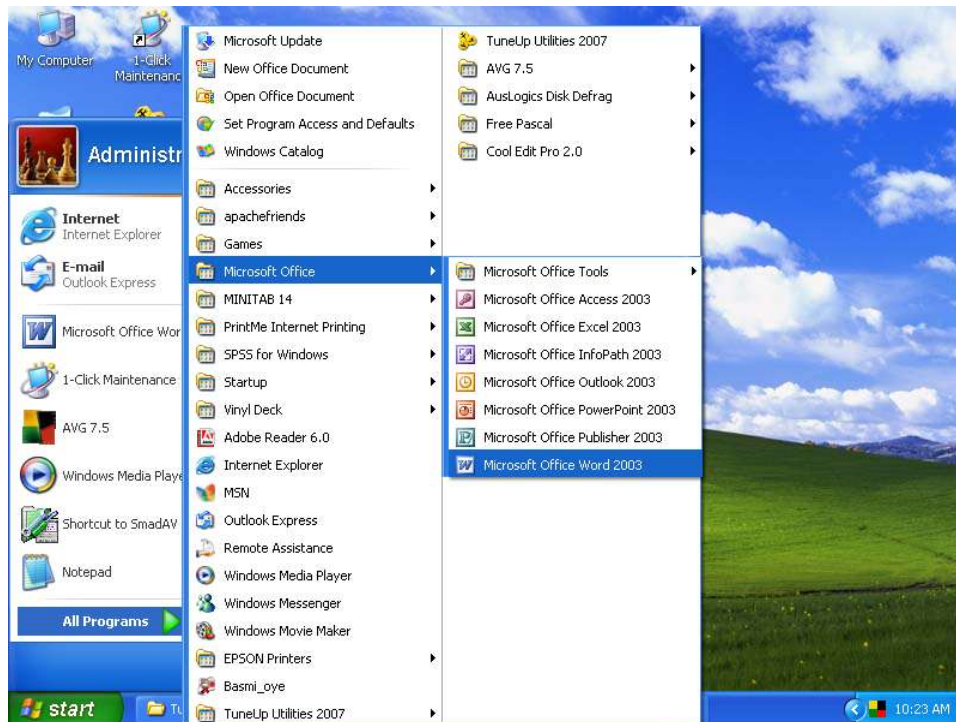 My Computer
1-Click
Maintenanc
Administr
Internet
Internet Explorer
E-mail
Outlook Express
Microsoft Office Wor
1-Click Maintenance
AVG 7.5
Windows Media Playe
Shortcut to SmadAV
Notepad
All Programs
start
Tu
Microsoft Update
New Office Document
Open Office Document
Set Program Access and Defaults
Windows Catalog
Accessories
apachefriends
Games
Microsoft Office
MINITAB 14
PrintMe Internet Printing
SPSS for Windows
Startup
Vinyl Deck
Adobe Reader 6.0
Internet Explorer
MSN
Outlook Express
Remote Assistance
Windows Media Player
Windows Messenger
Windows Movie Maker
EPSON Printers
Basmi_oye
TuneUp Utilities 2007
TuneUp Utilities 2007
AVG 7.5
AusLogics Disk Defrag
Free Pascal
Cool Edit Pro 2.0
Microsoft Office Tools
Microsoft Office Access 2003
Microsoft Office Excel 2003
Microsoft Office InfoPath 2003
Microsoft Office Outlook 2003
Microsoft Office PowerPoint 2003
Microsoft Office Publisher 2003
Microsoft Office Word 2003
10:23 AM